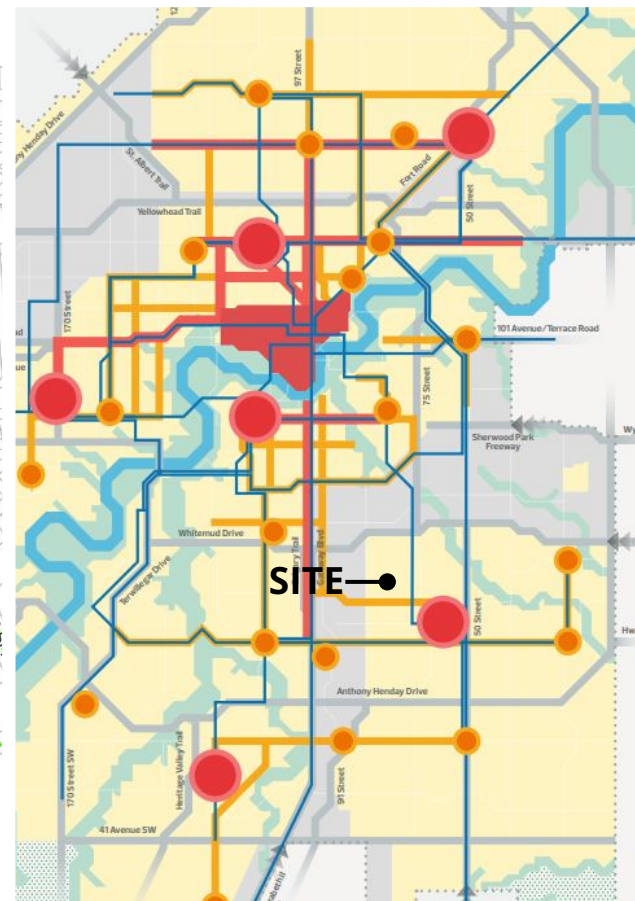 97 Street
St. Albert Trail
Fort Road
50 Street
Yellowhead Trail
170 Street
101 Avenue/Terrace Road
75 Street
Sherwood Park
Freeway
Whitemud Drive
Terwillegar Drive
SITE
50 Street
Anthony Henday Drive
Heritage Valley Trail
170 Street SW
91 Street
41 Avenue SW